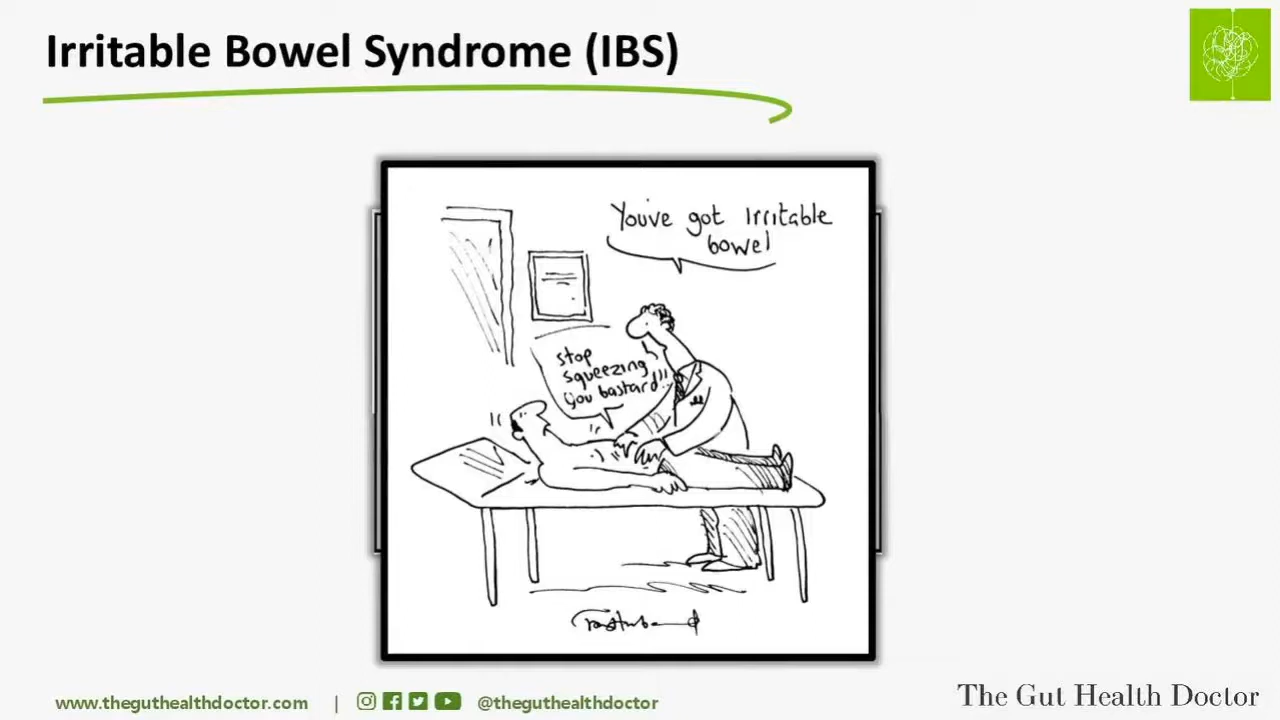 Irritable Bowel Syndrome (IBS)
You've got irritable
bowel
stop
squeezing
you bastard!!
www.theguthealthdoctor.com | @theguthealthdoctor
The Gut Health Doctor